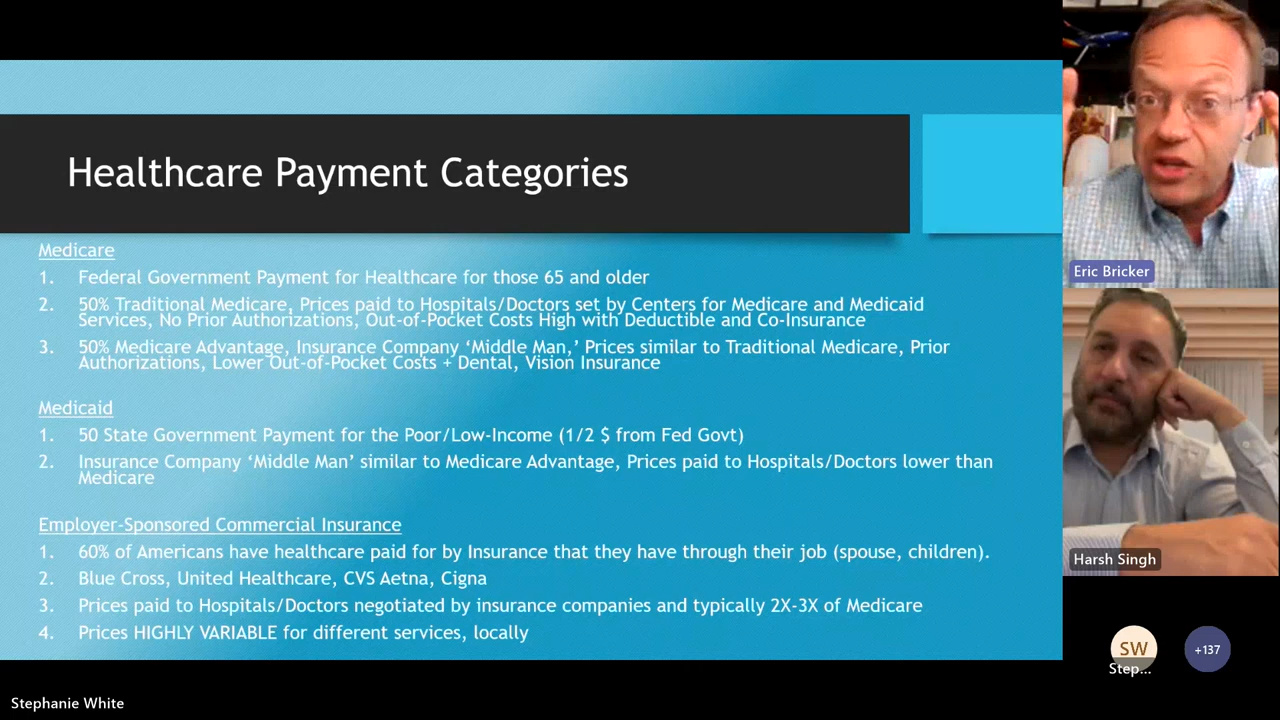 Healthcare Payment Categories
Medicare
1. Federal Government Payment for Healthcare for those 65 and older
2. 50% Traditional Medicare, Prices paid to Hospitals/Doctors set by Centers for Medicare and Medicaid
Services, No Prior Authorizations, Out-of-Pocket Costs High with Deductible and Co-Insurance
3. 50% Medicare Advantage, Insurance Company ‘Middle Man,’ Prices similar to Traditional Medicare, Prior
Authorizations, Lower Out-of-Pocket Costs + Dental, Vision Insurance
Medicaid
1. 50 State Government Payment for the Poor/Low-Income (1/2 $ from Fed Govt)
2. Insurance Company ‘Middle Man’ similar to Medicare Advantage, Prices paid to Hospitals/Doctors lower than
Medicare
Employer-Sponsored Commercial Insurance
1. 60% of Americans have healthcare paid for by Insurance that they have through their job (spouse, children).
2. Blue Cross, United Healthcare, CVS Aetna, Cigna
3. Prices paid to Hospitals/Doctors negotiated by insurance companies and typically 2X-3X of Medicare
4. Prices HIGHLY VARIABLE for different services, locally
Eric Bricker
Harsh Singh
SW
Step...
+137
Stephanie White